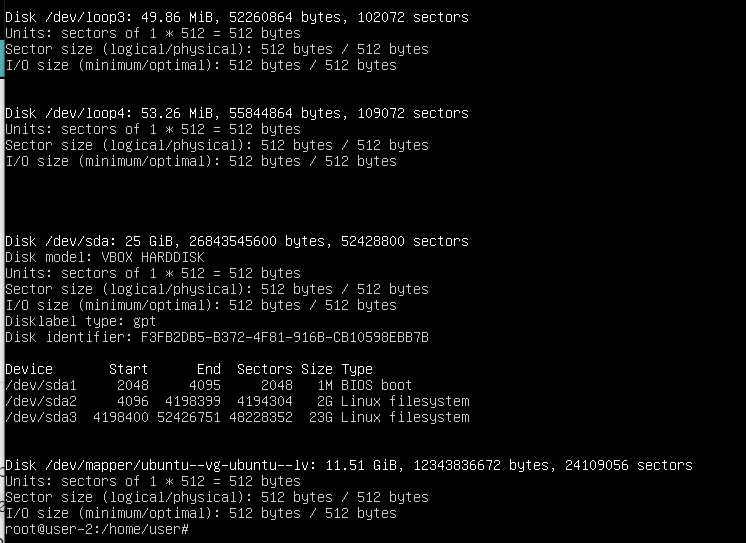 Disk /dev/loop3: 49.86 MiB, 52260864 bytes, 102072 sectors
Units: sectors of 1 * 512 = 512 bytes
Sector size (logical/physical): 512 bytes / 512 bytes
I/O size (minimum/optimal): 512 bytes / 512 bytes
Disk /dev/loop4: 53.26 MiB, 55844864 bytes, 109072 sectors
Units: sectors of 1 * 512 = 512 bytes
Sector size (logical/physical): 512 bytes / 512 bytes
I/O size (minimum/optimal): 512 bytes / 512 bytes
Disk /dev/sda: 25 GiB, 26843545600 bytes, 52428800 sectors
Disk model: VBOX HARDDISK
Units: sectors of 1 * 512 = 512 bytes
Sector size (logical/physical): 512 bytes / 512 bytes
I/O size (minimum/optimal): 512 bytes / 512 bytes
Disklabel type: gpt
Disk identifier: F3FB2DB5-B372-4F81-916B-CB10598EBB7B
Device Start End Sectors Size Type
/dev/sda1 2048 4095 2048 1M BIOS boot
/dev/sda2 4096 4198399 4194304 2G Linux filesystem
/dev/sda3 4198400 52426751 48228352 23G Linux filesystem
Disk /dev/mapper/ubuntu--vg-ubuntu--lv: 11.51 GiB, 12343836672 bytes, 24109056 sectors
Units: sectors of 1 * 512 = 512 bytes
Sector size (logical/physical): 512 bytes / 512 bytes
I/O size (minimum/optimal): 512 bytes / 512 bytes
root@user-2:/home/user#